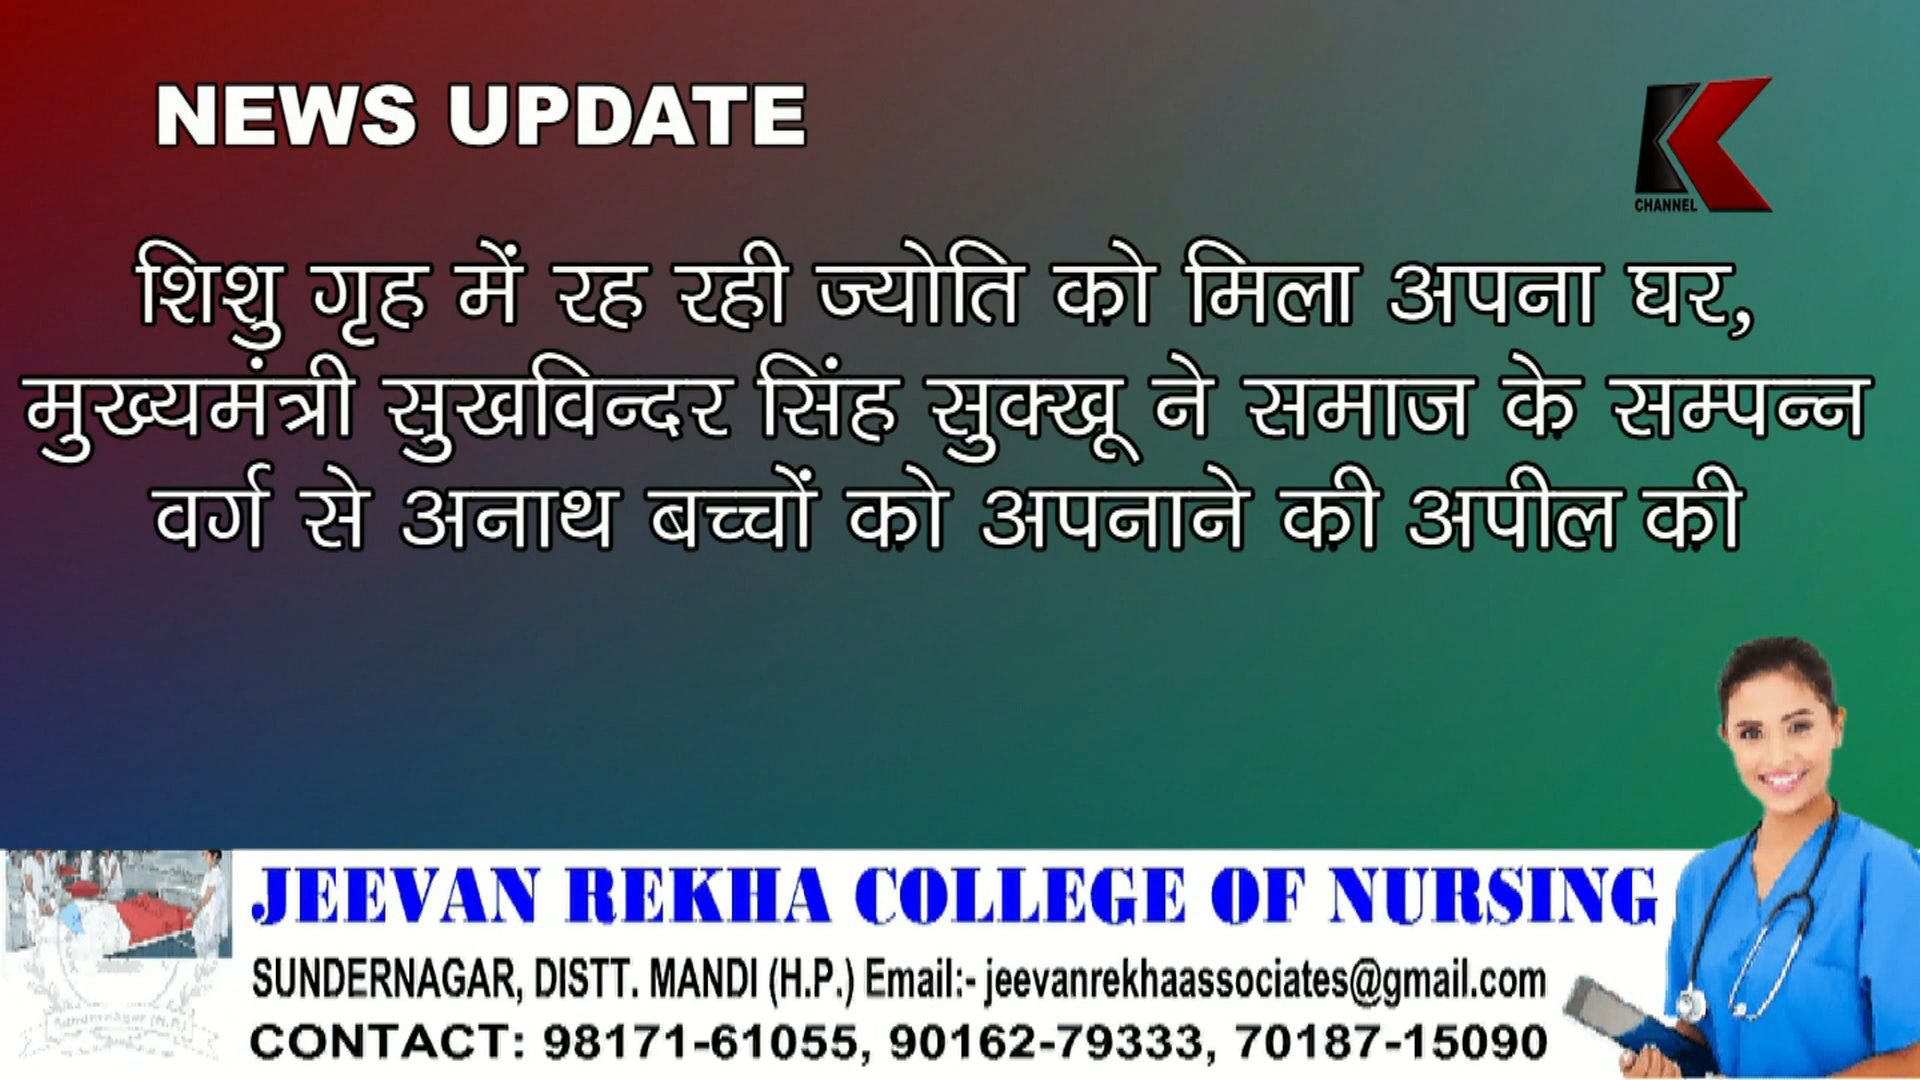 NEWS UPDATE
CHANNEL
शिशु गृह में रह रही ज्योति को मिला अपना घर,
मुख्यमंत्री सुखविन्दर सिंह सुक्खू ने समाज के सम्पन्न
वर्ग से अनाथ बच्चों को अपनाने की अपील की
JEEVAN REKHA COLLEGE OF NURSING
SUNDERNAGAR, DISTT. MANDI (H.P.) Email:- jeevanrekhaassociates@gmail.com
CONTACT: 98171-61055, 90162-79333, 70187-15090